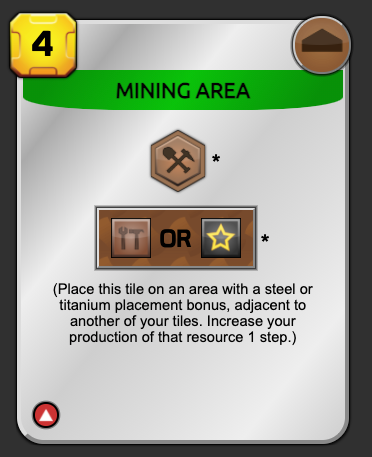 4
MINING AREA
*
OR
*
(Place this tile on an area with a steel or
titanium placement bonus, adjacent to
another of your tiles. Increase your
production of that resource 1 step.)